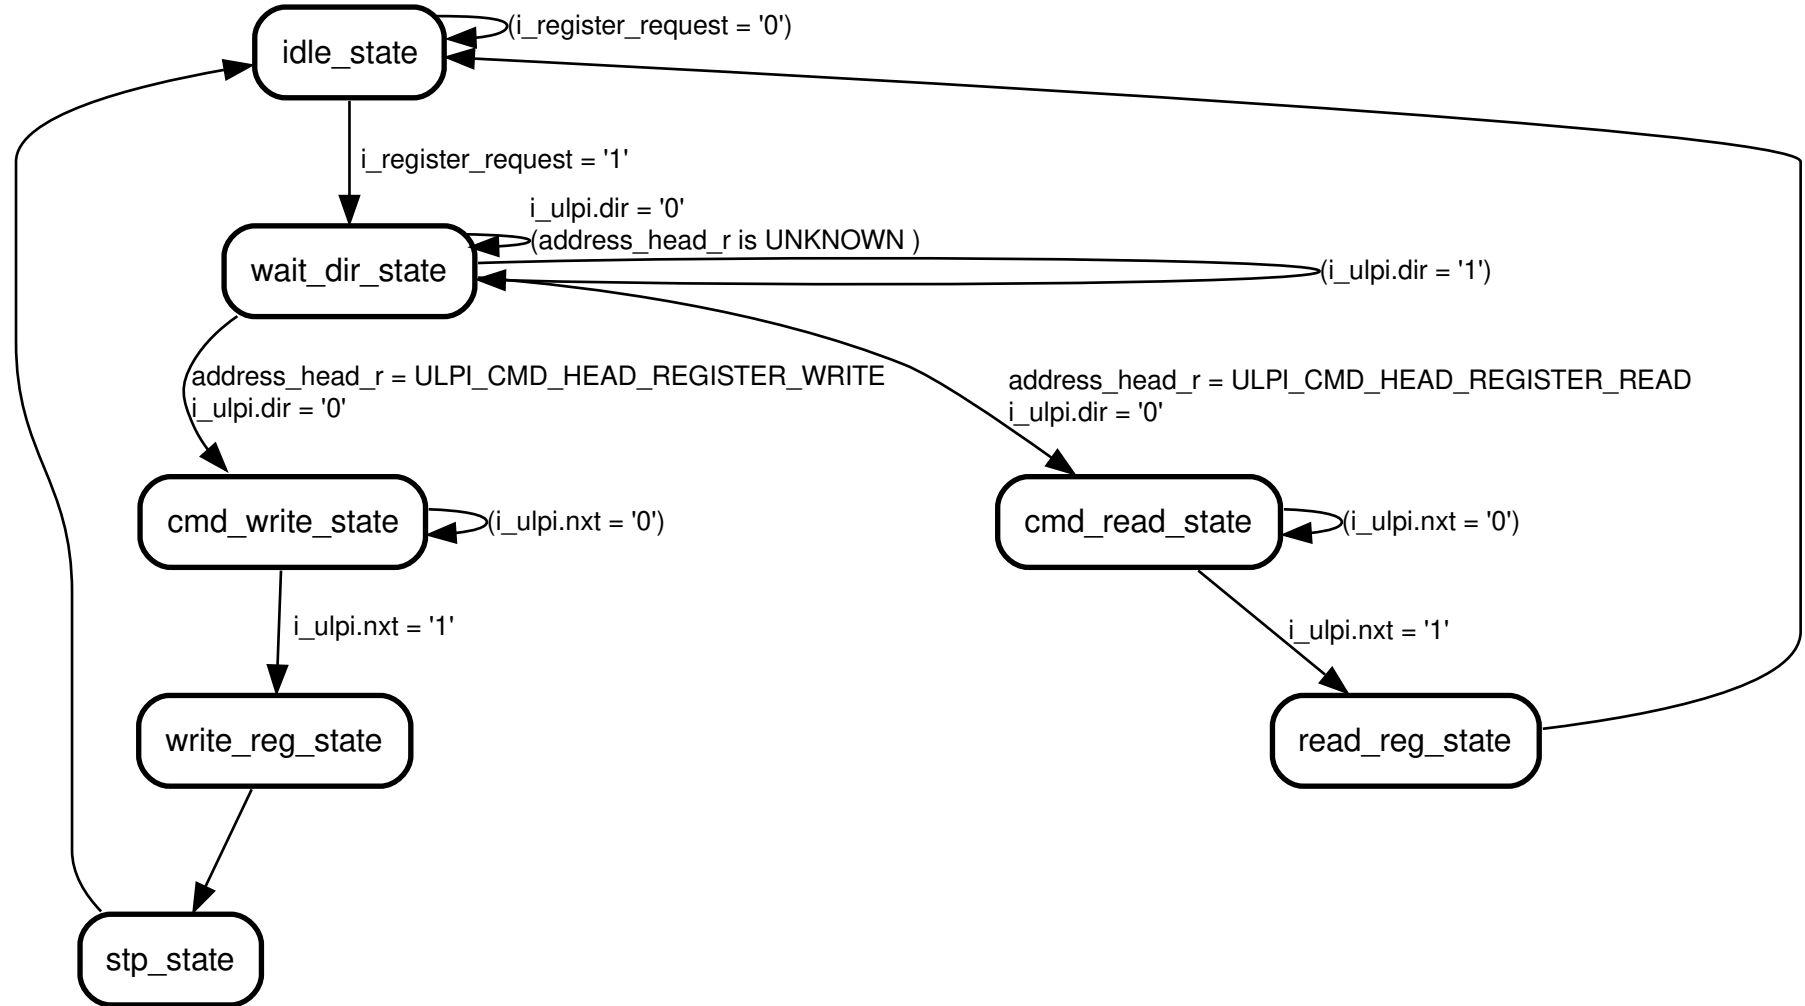 idle_state
(i_register_request = '0')
i_register_request = '1'
i_ulpi.dir = '0'
(address_head_r is UNKNOWN )
wait_dir_state
(i_ulpi.dir = '1')
address_head_r = ULPI_CMD_HEAD_REGISTER_WRITE
i_ulpi.dir = '0'
address_head_r = ULPI_CMD_HEAD_REGISTER_READ
i_ulpi.dir = '0'
cmd_write_state
(i_ulpi.nxt = '0')
cmd_read_state
(i_ulpi.nxt = '0')
i_ulpi.nxt = '1'
i_ulpi.nxt = '1'
write_reg_state
read_reg_state
stp_state